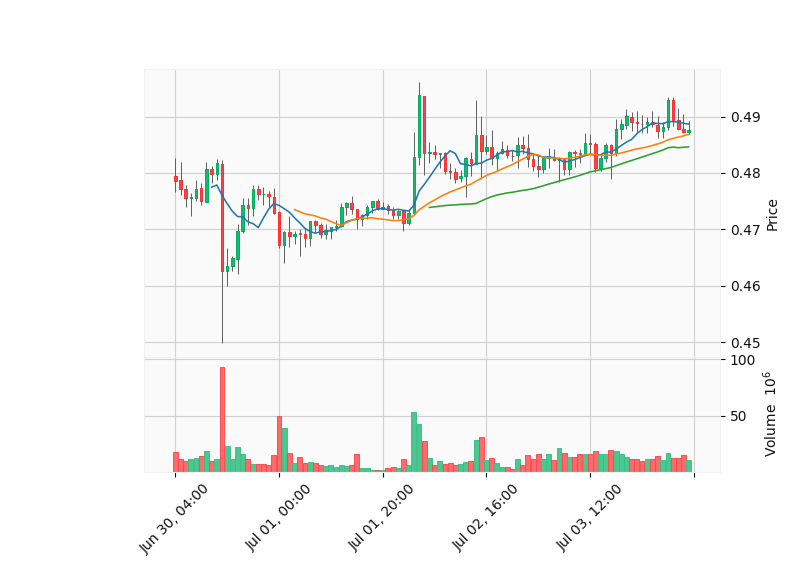 0.49
0.48
0.47
0.46
0.45
Price
100
50
Volume 10^6
Jun 30, 04:00
Jul 01, 00:00
Jul 01, 20:00
Jul 02, 16:00
Jul 03, 12:00